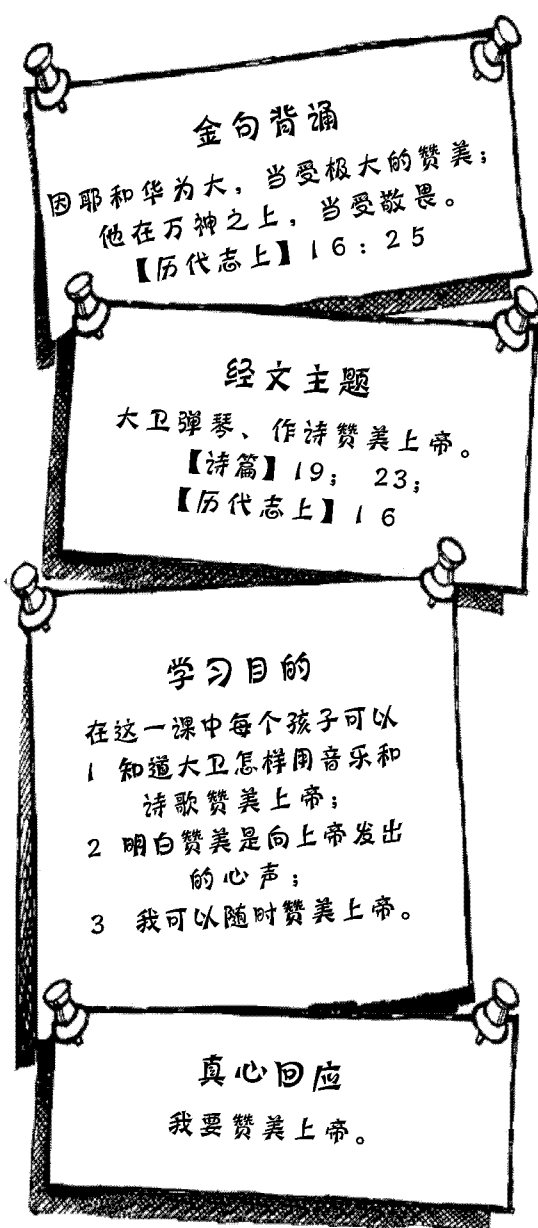 金句背诵
因耶和华为大，当受极大的赞美；
他在万神之上，当受敬畏。
【历代志上】16：25
经文主题
大卫弹琴、作诗赞美上帝。
【诗篇】19； 23；
【历代志上】16
学习目的
在这一课中每个孩子可以
1 知道大卫怎样用音乐和
诗歌赞美上帝；
2 明白赞美是向上帝发出
的心声；
3 我可以随时赞美上帝。
真心回应
我要赞美上帝。